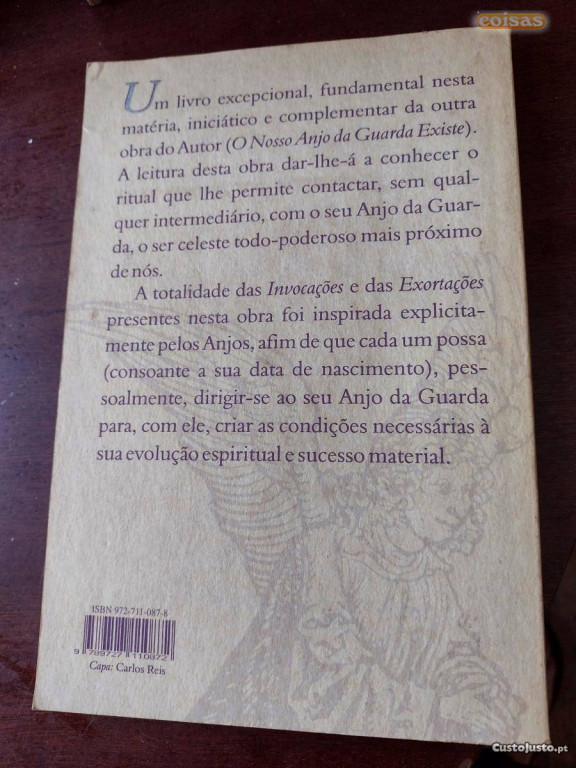 coisas
Um livro excepcional, fundamental nesta
matéria, iniciático e complementar da outra
obra do Autor (O Nosso Anjo da Guarda Existe).
A leitura desta obra dar-lhe-á a conhecer o
ritual que lhe permite contactar, sem qual-
quer intermediário, com o seu Anjo da Guar-
da, o ser celeste todo-poderoso mais próximo
de nós.
A totalidade das Invocações e das Exortações
presentes nesta obra foi inspirada explicita-
mente pelos Anjos, afim de que cada um possa
(consoante a sua data de nascimento), pes-
soalmente, dirigir-se ao seu Anjo da Guarda
para, com ele, criar as condições necessárias à
sua evolução espiritual e sucesso material.
ISBN 972-711-087-8
9 789727 110872
Capa: Carlos Reis
CustoJusto.pt